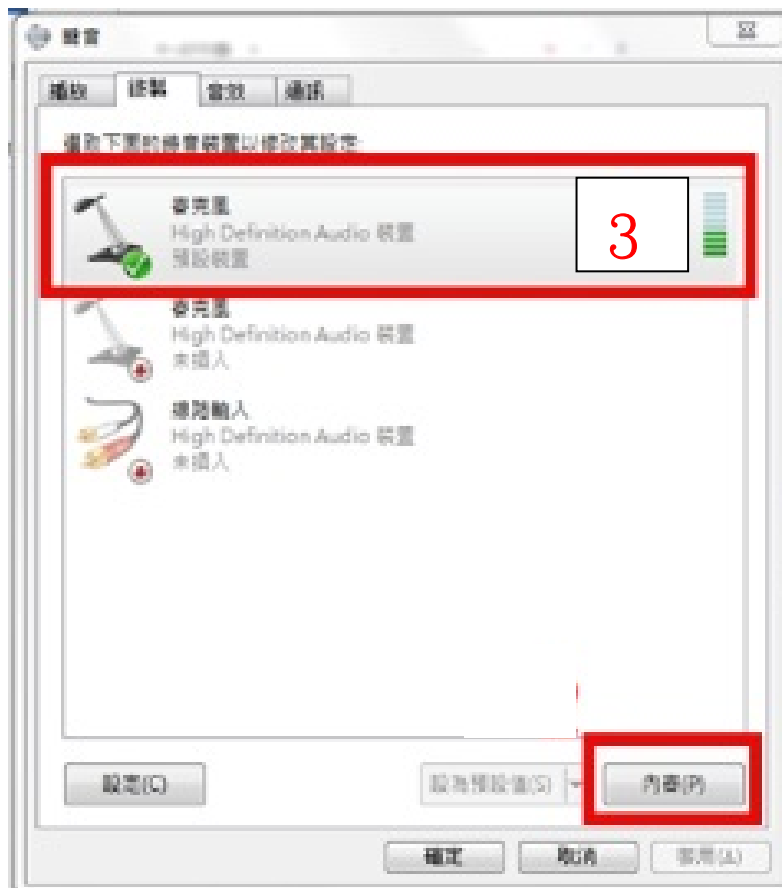 聲音
播放 錄製 音效 通訊
選取下面的錄音裝置以修改其設定:
麥克風
High Definition Audio 裝置
預設裝置
3
麥克風
High Definition Audio 裝置
未插入
線路輸入
High Definition Audio 裝置
未插入
設定(C) 設為預設值(S) 內容(P)
確定 取消 套用(A)